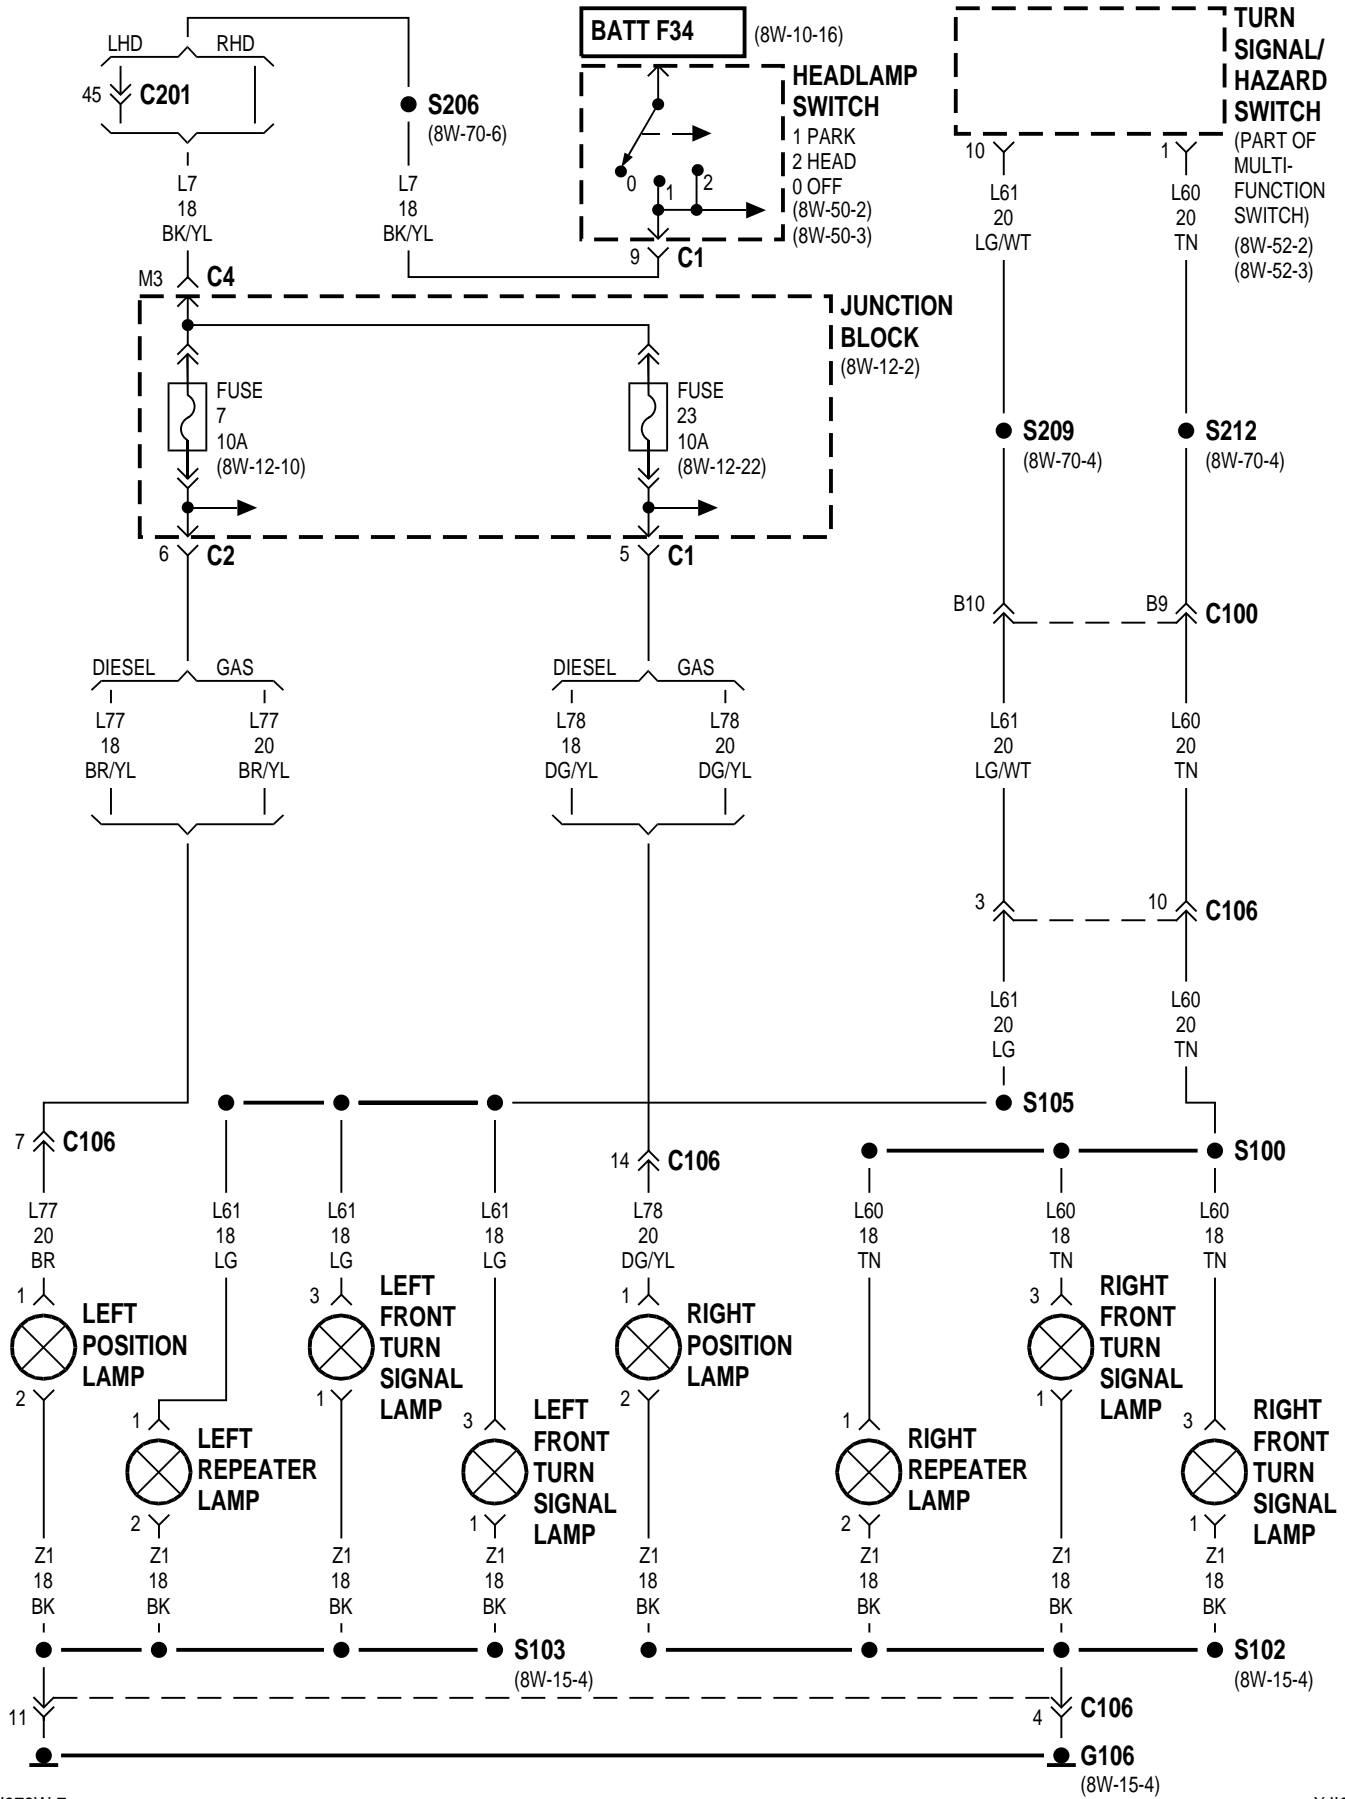 BATT F34
(8W-10-16)
TURN
SIGNAL/
HAZARD
SWITCH
(PART OF
MULTI-
FUNCTION
SWITCH)
(8W-52-2)
(8W-52-3)
LHD RHD
45 C201
S206
(8W-70-6)
HEADLAMP
SWITCH
1 PARK
2 HEAD
0 OFF
(8W-50-2)
(8W-50-3)
0 1 2
10 1
L7
18
BK/YL
L7
18
BK/YL
L61
20
LG/WT
L60
20
TN
9 C1
M3 C4
JUNCTION
BLOCK
(8W-12-2)
FUSE
7
10A
(8W-12-10)
FUSE
23
10A
(8W-12-22)
S209
(8W-70-4)
S212
(8W-70-4)
6 C2
5 C1
B10 B9 C100
DIESEL GAS
DIESEL GAS
L77
18
BR/YL
L77
20
BR/YL
L78
18
DG/YL
L78
20
DG/YL
L61
20
LG/WT
L60
20
TN
3 10 C106
L61
20
LG
L60
20
TN
S105
7 C106
14 C106
S100
L77
20
BR
L61
18
LG
L61
18
LG
L61
18
LG
L78
20
DG/YL
L60
18
TN
L60
18
TN
L60
18
TN
1
LEFT
POSITION
LAMP
2
3
LEFT
FRONT
TURN
SIGNAL
LAMP
1
1
RIGHT
POSITION
LAMP
2
3
RIGHT
FRONT
TURN
SIGNAL
LAMP
1
1
LEFT
REPEATER
LAMP
2
3
LEFT
FRONT
TURN
SIGNAL
LAMP
1
1
RIGHT
REPEATER
LAMP
2
3
RIGHT
FRONT
TURN
SIGNAL
LAMP
1
Z1
18
BK
Z1
18
BK
Z1
18
BK
Z1
18
BK
Z1
18
BK
Z1
18
BK
Z1
18
BK
Z1
18
BK
S103
(8W-15-4)
S102
(8W-15-4)
11
4 C106
G106
(8W-15-4)